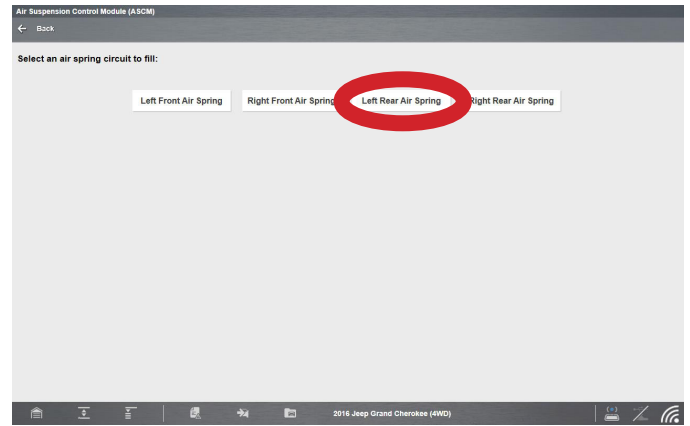 Air Suspension Control Module (ASCM)
Back
Select an air spring circuit to fill:
Left Front Air Spring Right Front Air Spring Left Rear Air Spring Right Rear Air Spring
2016 Jeep Grand Cherokee (4WD)